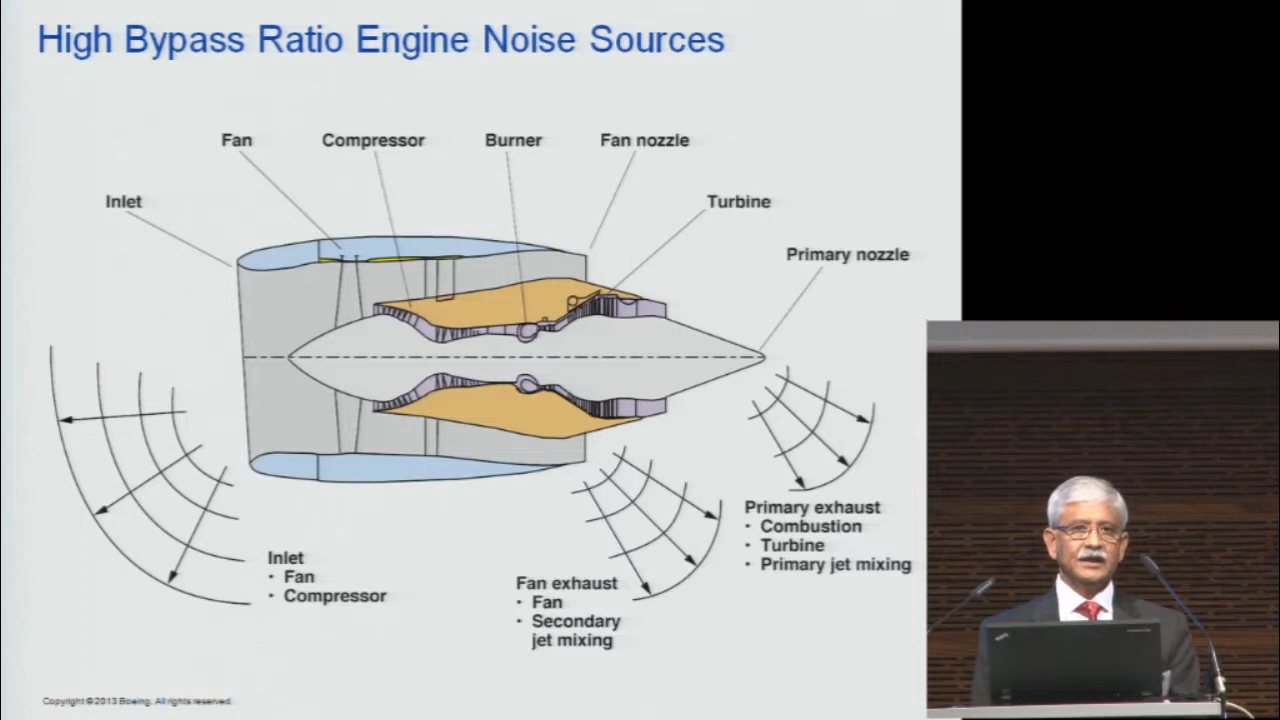 High Bypass Ratio Engine Noise Sources
Fan
Compressor
Burner
Fan nozzle
Inlet
Turbine
Primary nozzle
Primary exhaust
• Combustion
• Turbine
• Primary jet mixing
Inlet
• Fan
• Compressor
Fan exhaust
• Fan
• Secondary
jet mixing
Copyright © 2013 Boeing. All rights reserved.